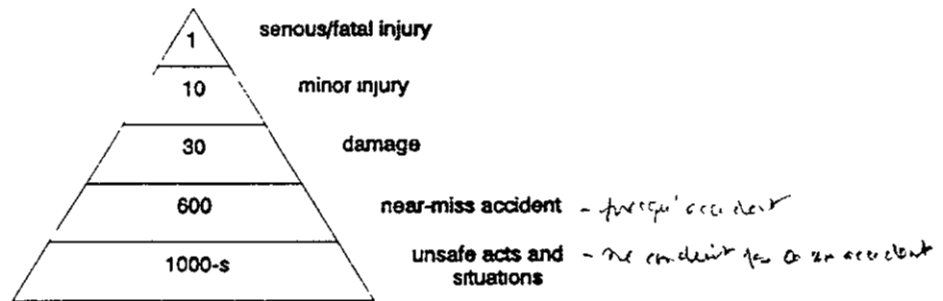 1 serious/fatal injury
10 minor injury
30 damage
600 near-miss accident - presqu'accident
1000-s unsafe acts and - ne conduit pas à un accident
situations